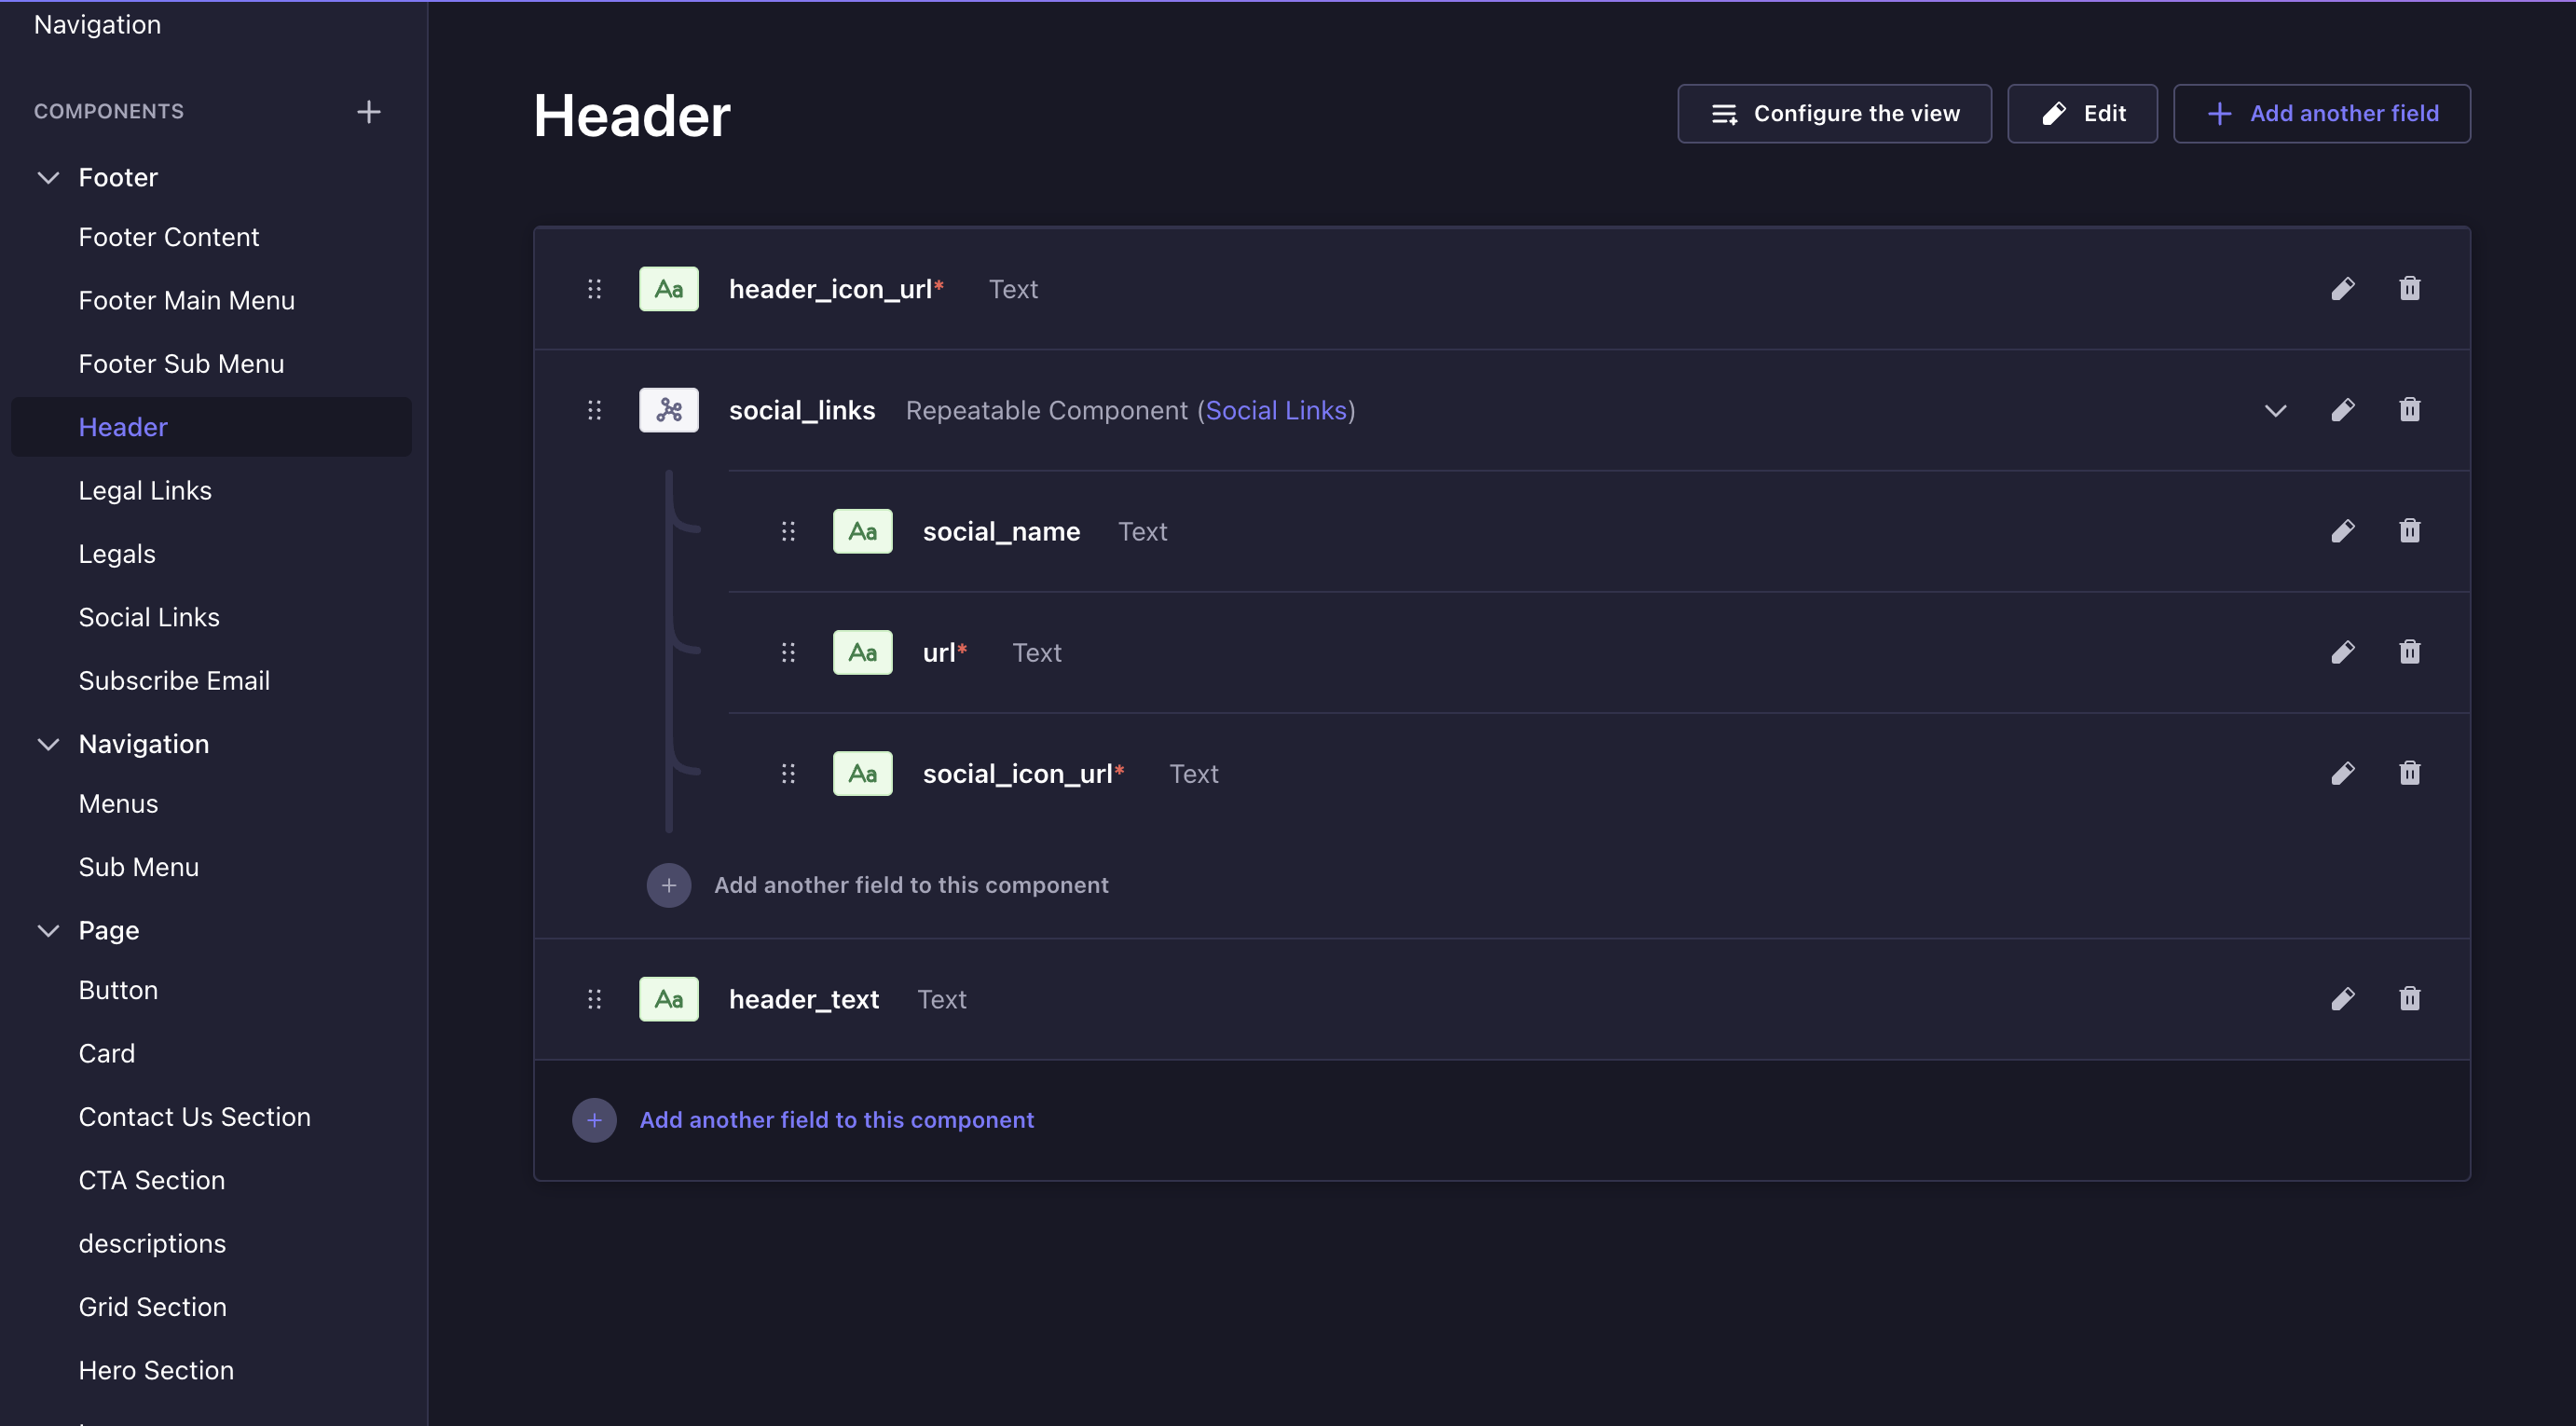 Navigation
COMPONENTS
Footer
Footer Content
Footer Main Menu
Footer Sub Menu
Header
Legal Links
Legals
Social Links
Subscribe Email
Navigation
Menus
Sub Menu
Page
Button
Card
Contact Us Section
CTA Section
descriptions
Grid Section
Hero Section
Header
Configure the view
Edit
Add another field
Aa header_icon_url* Text
social_links Repeatable Component (Social Links)
Aa social_name Text
Aa url* Text
Aa social_icon_url* Text
Add another field to this component
Aa header_text Text
Add another field to this component